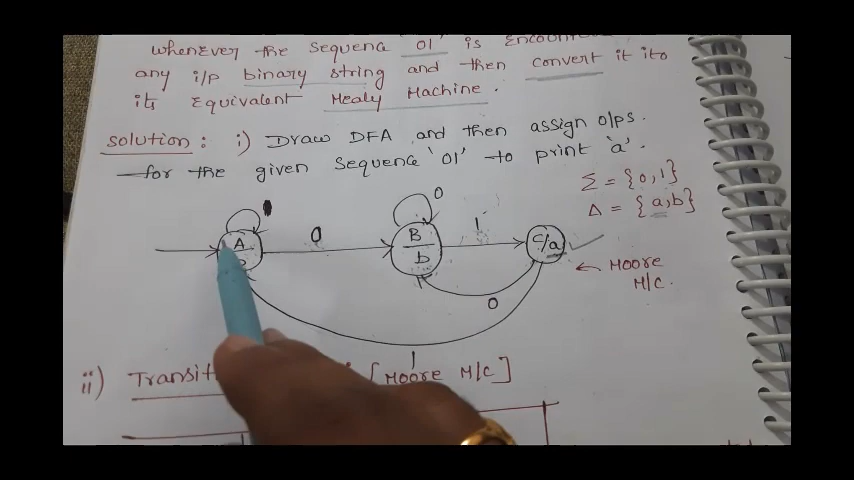 whenever the sequence '01' is
any i/p binary string and then convert it ito
its Equivalent Mealy Machine.
Solution: i) Draw DFA and then assign o/ps.
for the given sequence '01' to print 'a'.
Σ = {0,1}
Δ = {a,b}
0
0
1
A
B
b
C/a
← Moore
M/C.
0
1
ii) [Moore M/C]